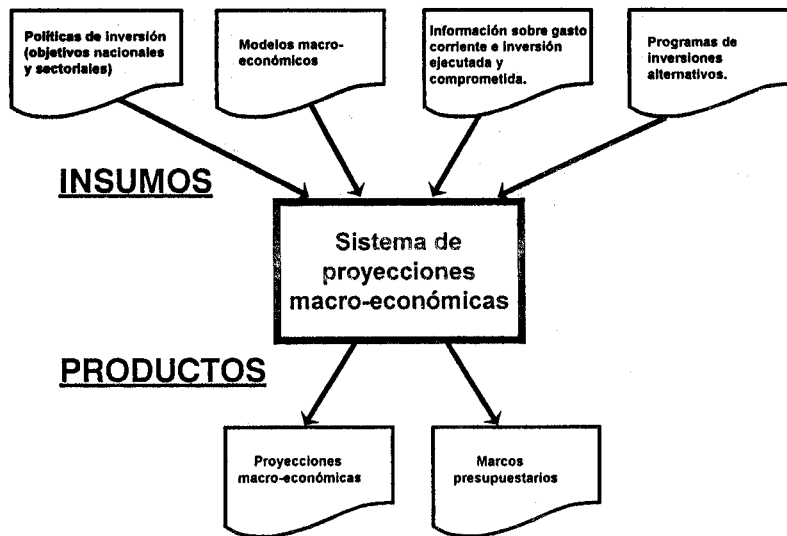 Políticas de inversión
(objetivos nacionales
y sectoriales)
Modelos macro-
económicos
Información sobre gasto
corriente e inversión
ejecutada y
comprometida.
Programas de
inversiones
alternativos.
INSUMOS
Sistema de
proyecciones
macro-económicas
PRODUCTOS
Proyecciones
macro-económicas
Marcos
presupuestarios